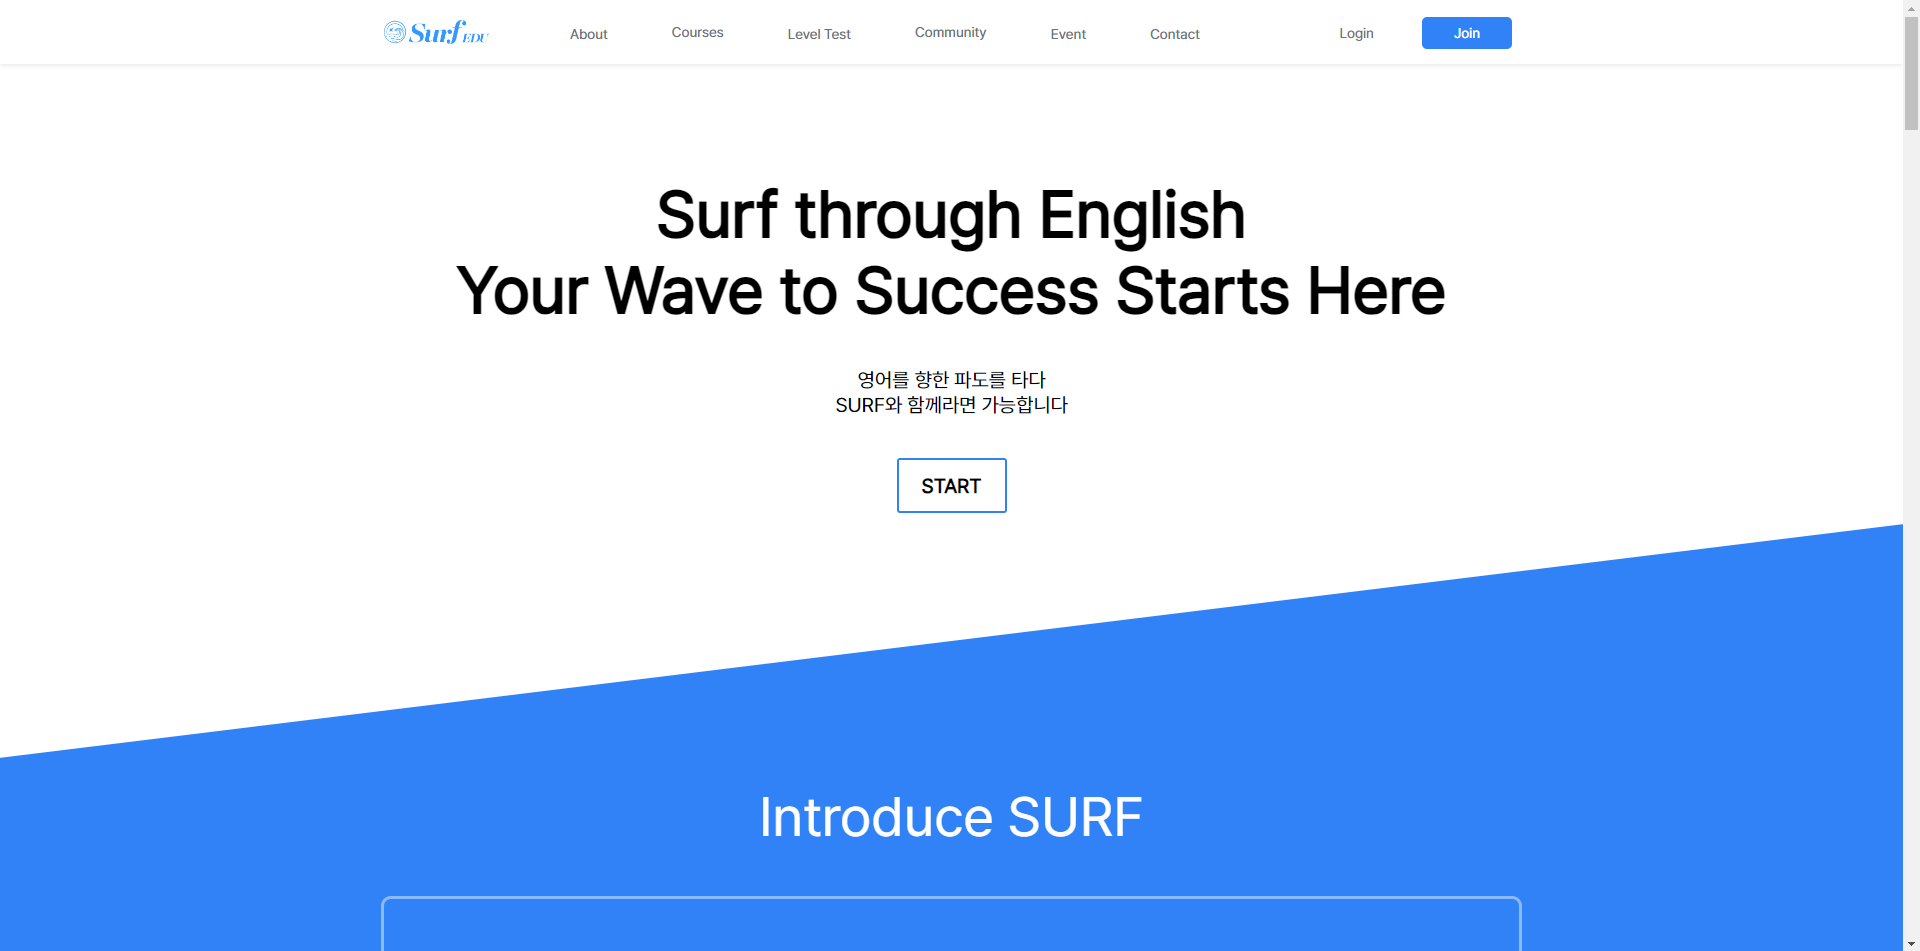 Surf EDU
About
Courses
Level Test
Community
Event
Contact
Login
Join
Surf through English
Your Wave to Success Starts Here
영어를 향한 파도를 타다
SURF와 함께라면 가능합니다
START
Introduce SURF